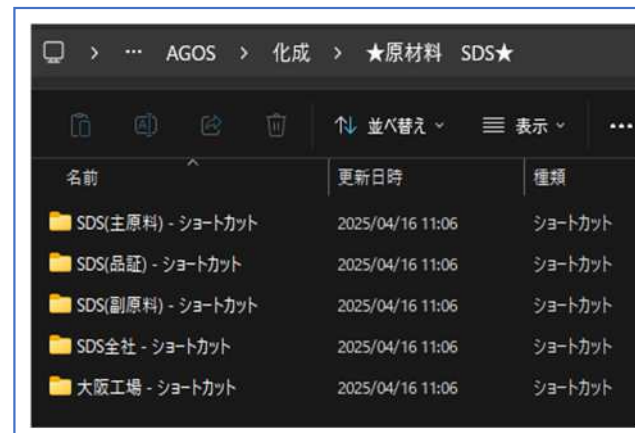 › … AGOS › 化成 › ★原材料 SDS★
並べ替え 表示 …
名前 更新日時 種類
SDS(主原料) - ショートカット 2025/04/16 11:06 ショートカット
SDS(品証) - ショートカット 2025/04/16 11:06 ショートカット
SDS(副原料) - ショートカット 2025/04/16 11:06 ショートカット
SDS全社 - ショートカット 2025/04/16 11:06 ショートカット
大阪工場 - ショートカット 2025/04/16 11:06 ショートカット